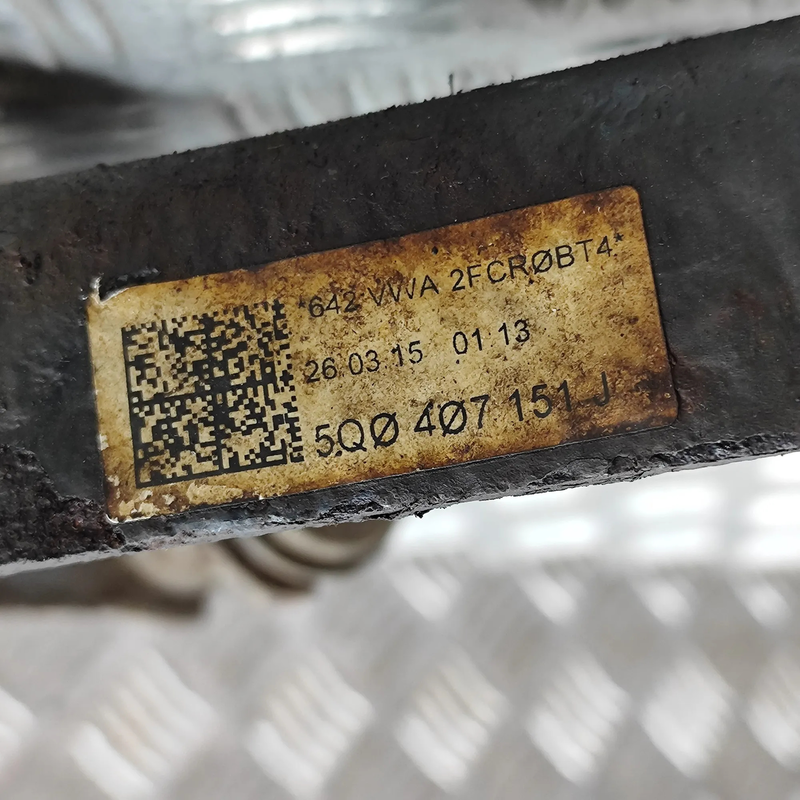 *642 VWA 2FCRØBT4*
26 03 15 01 13
5QØ 4Ø7 151 J